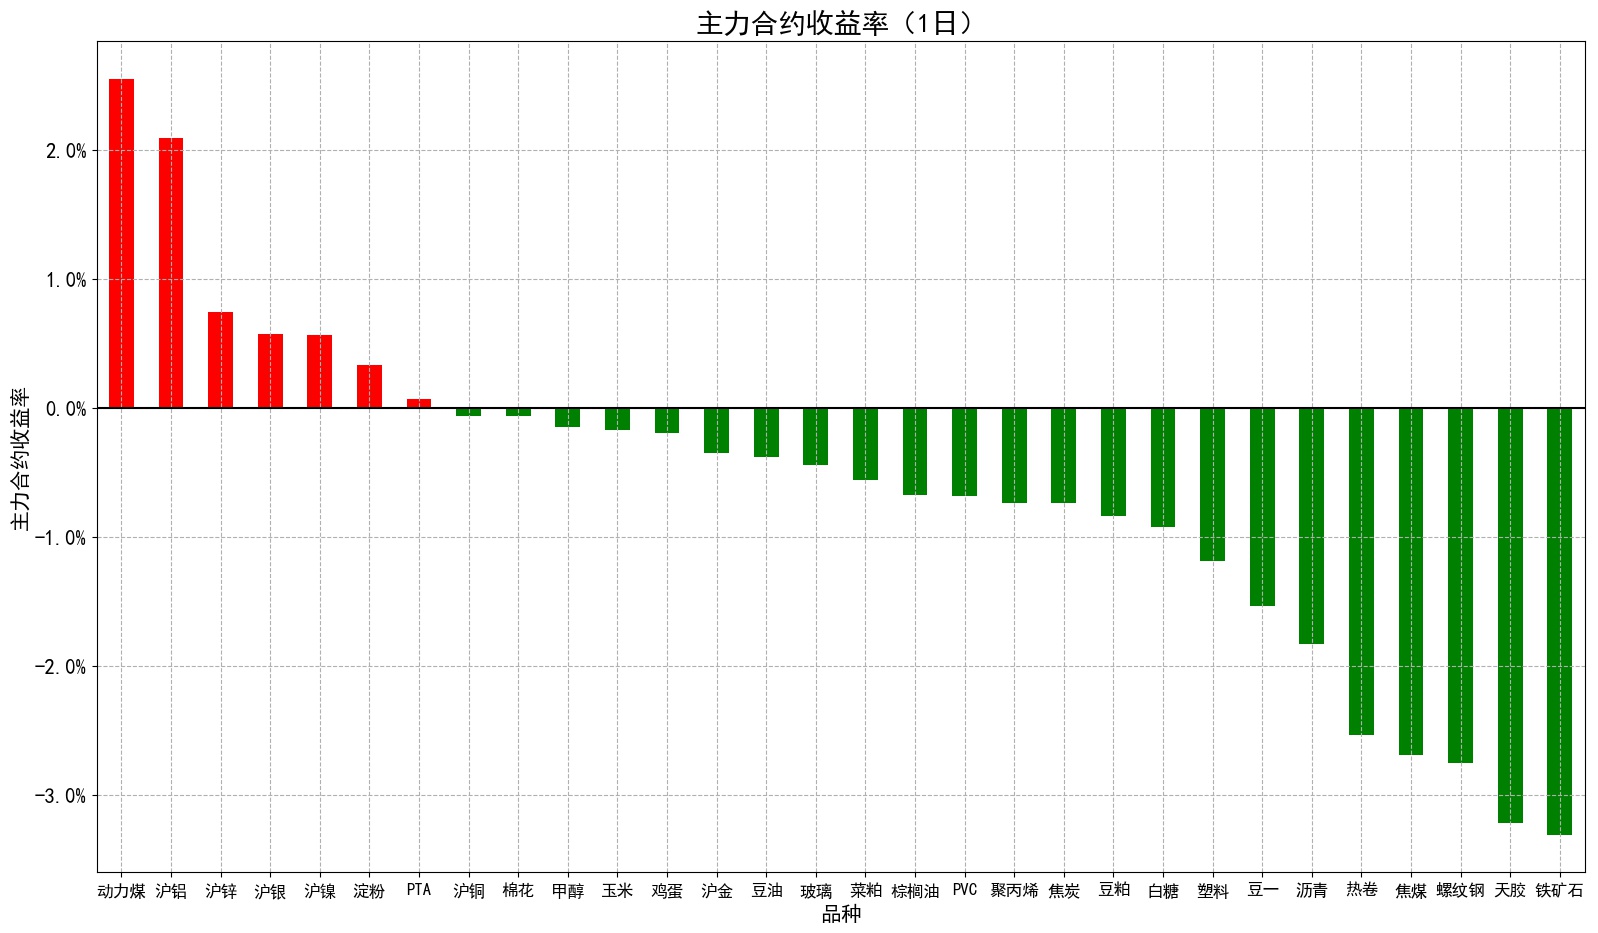 主力合约收益率（1日）
主力合约收益率
2.0%
1.0%
0.0%
−1.0%
−2.0%
−3.0%
动力煤 沪铝 沪锌 沪银 沪镍 淀粉 PTA 沪铜 棉花 甲醇 玉米 鸡蛋 沪金 豆油 玻璃 菜粕 棕榈油 PVC 聚丙烯 焦炭 豆粕 白糖 塑料 豆一 沥青 热卷 焦煤 螺纹钢 天胶 铁矿石
品种